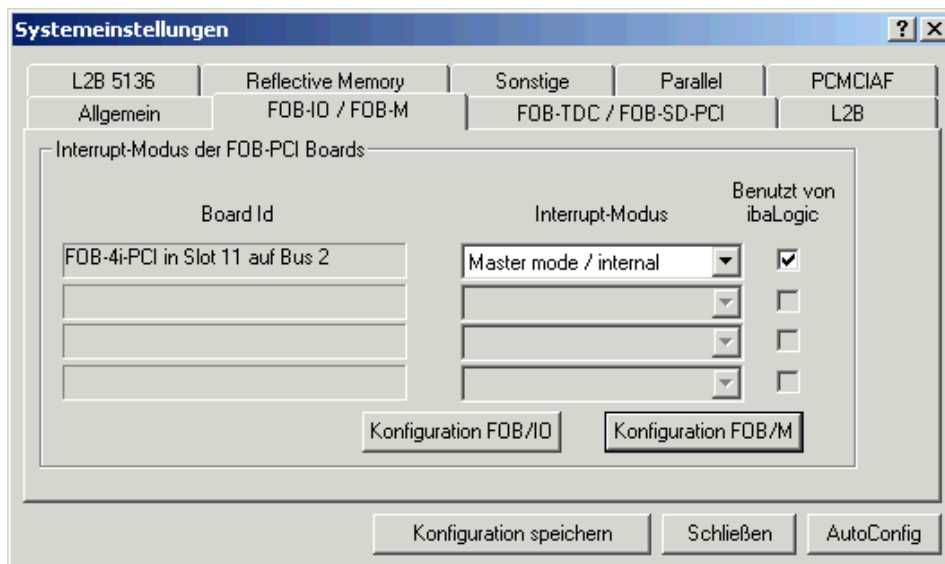 Systemeinstellungen
L2B 5136 Reflective Memory Sonstige Parallel PCMCIAF
Allgemein FOB-IO / FOB-M FOB-TDC / FOB-SD-PCI L2B
Interrupt-Modus der FOB-PCI Boards
Benutzt von
Board Id Interrupt-Modus ibaLogic
FOB-4i-PCI in Slot 11 auf Bus 2 Master mode / internal
Konfiguration FOB/IO Konfiguration FOB/M
Konfiguration speichern Schließen AutoConfig